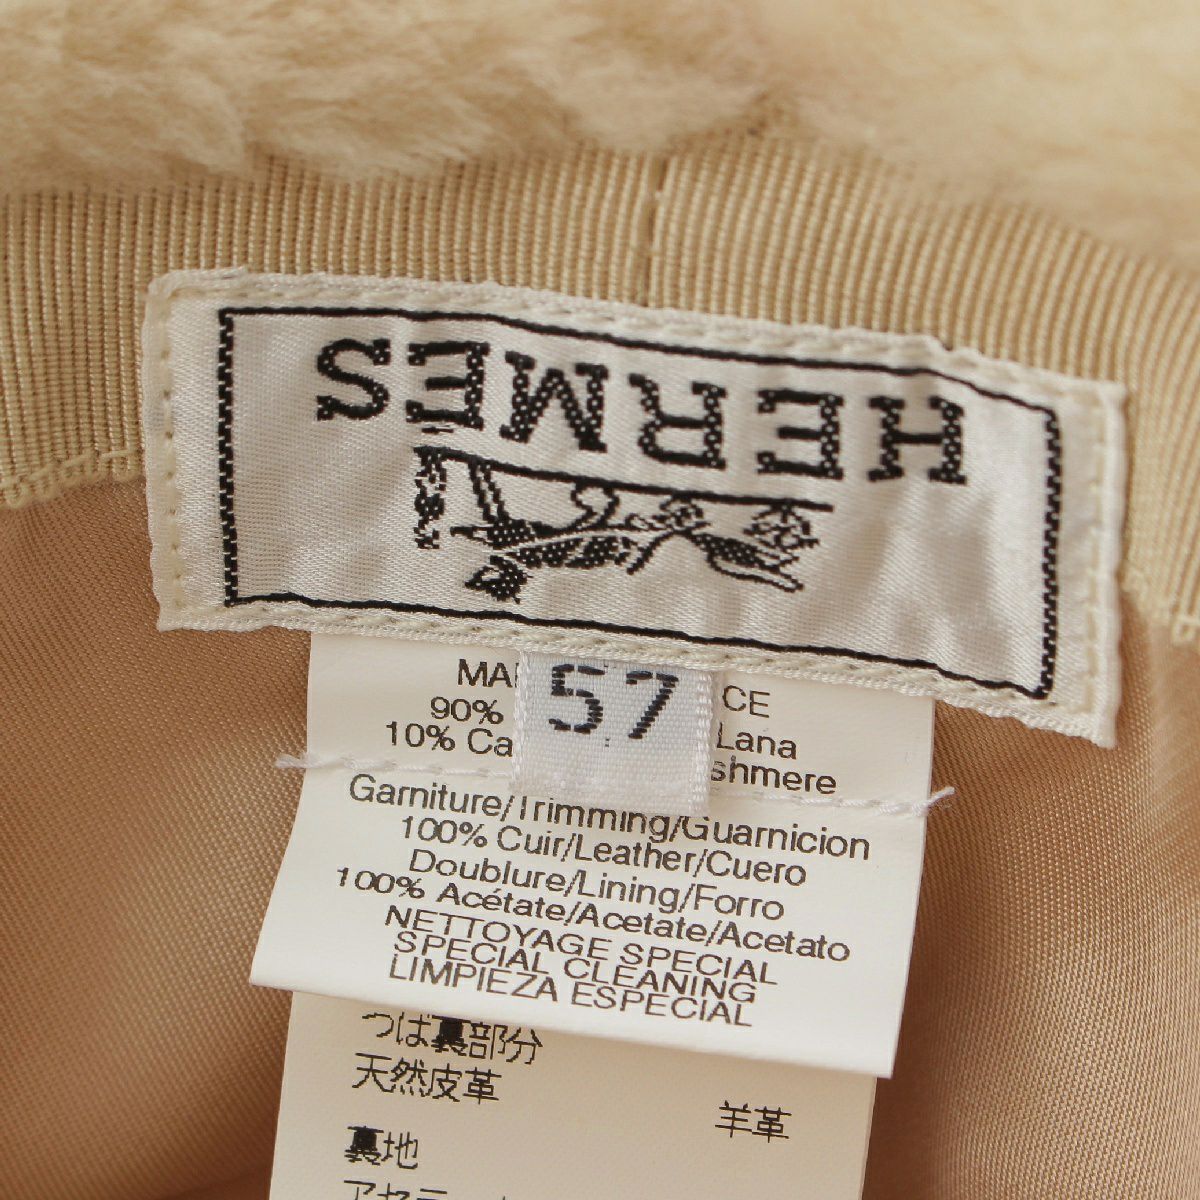 HERMES
57
MA CE
90% Lana
10% Ca shmere
Garniture/Trimming/Guarnicion
100% Cuir/Leather/Cuero
Doublure/Lining/Forro
100% Acétate/Acetate/Acetato
NETTOYAGE SPECIAL
SPECIAL CLEANING
LIMPIEZA ESPECIAL
つば裏部分
天然皮革 羊革
裏地